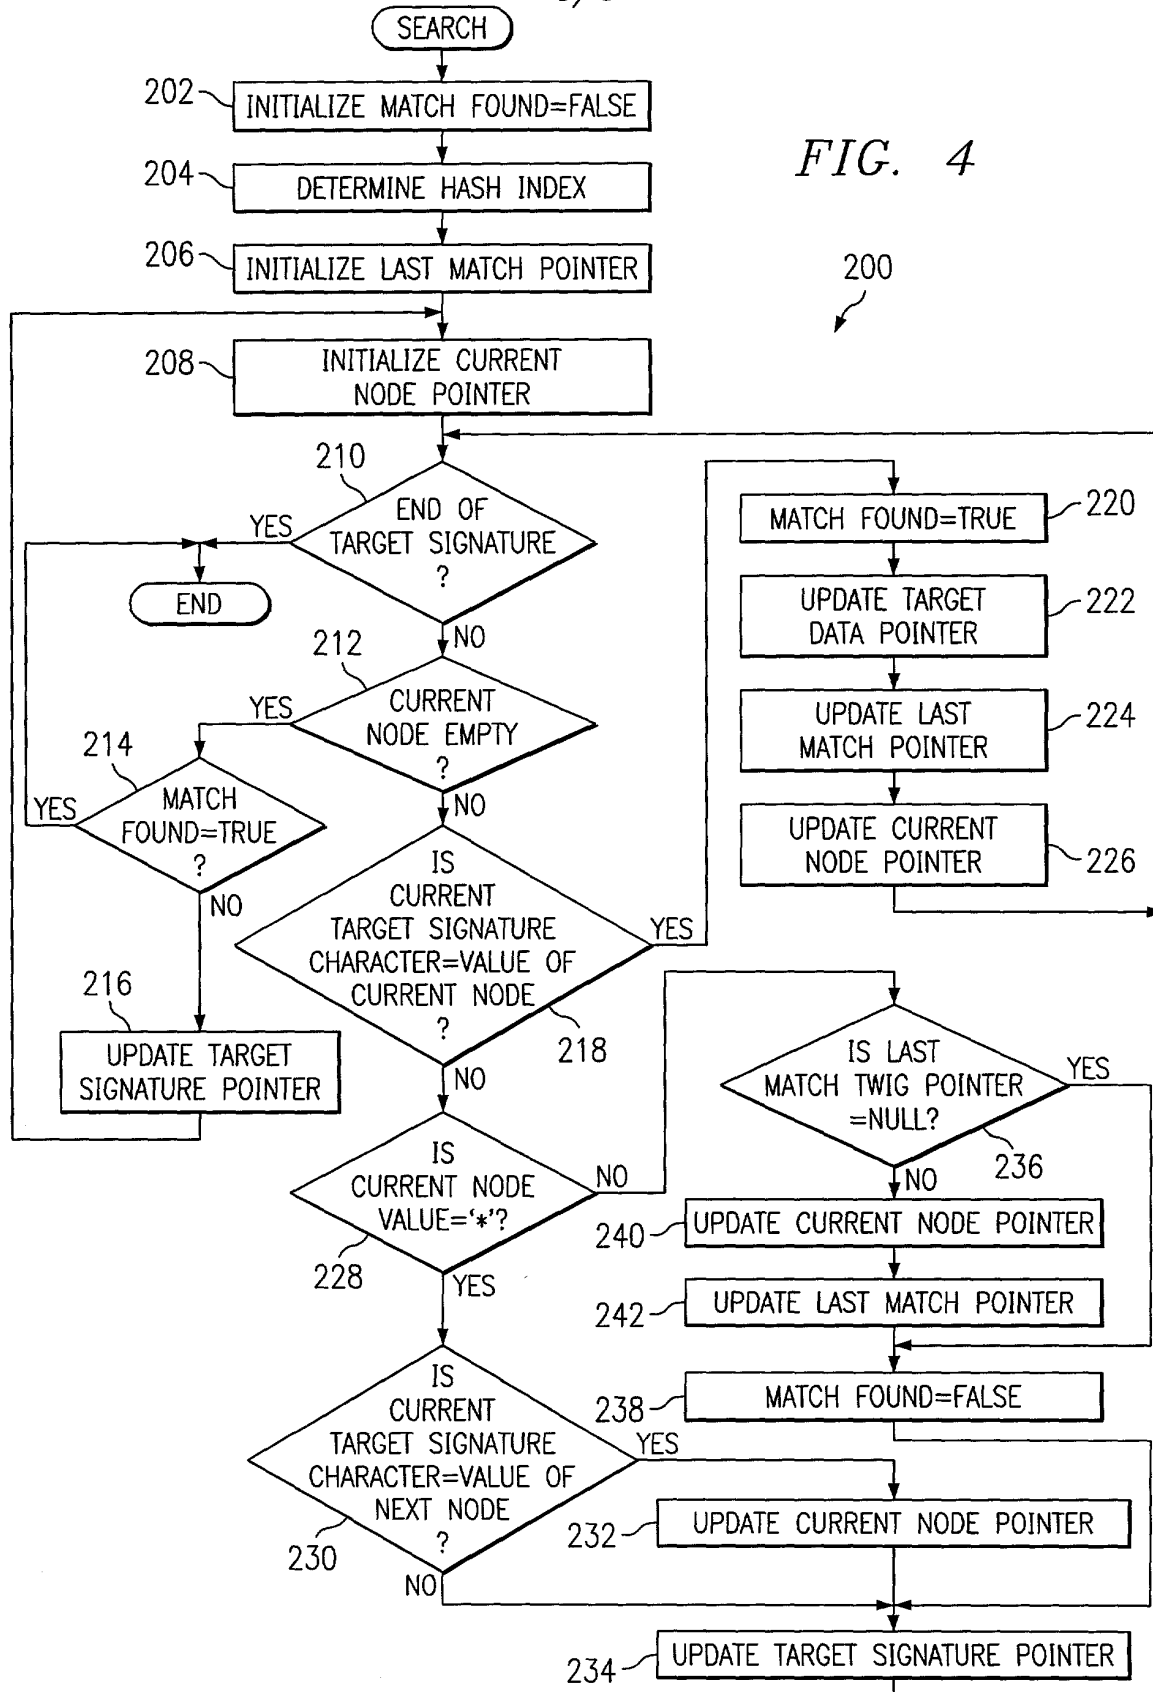 SEARCH
202
INITIALIZE MATCH FOUND=FALSE
FIG. 4
204
DETERMINE HASH INDEX
206
INITIALIZE LAST MATCH POINTER
200
208
INITIALIZE CURRENT
NODE POINTER
210
END OF
TARGET SIGNATURE
?
YES
NO
END
MATCH FOUND=TRUE
220
UPDATE TARGET
DATA POINTER
222
UPDATE LAST
MATCH POINTER
224
UPDATE CURRENT
NODE POINTER
226
212
CURRENT
NODE EMPTY
?
YES
NO
214
MATCH
FOUND=TRUE
?
YES
NO
IS
CURRENT
TARGET SIGNATURE
CHARACTER=VALUE OF
CURRENT NODE
?
YES
218
NO
216
UPDATE TARGET
SIGNATURE POINTER
IS LAST
MATCH TWIG POINTER
=NULL?
YES
236
NO
IS
CURRENT NODE
VALUE='*'?
NO
228
YES
240
UPDATE CURRENT NODE POINTER
242
UPDATE LAST MATCH POINTER
238
MATCH FOUND=FALSE
IS
CURRENT
TARGET SIGNATURE
CHARACTER=VALUE OF
NEXT NODE
?
YES
230
NO
232
UPDATE CURRENT NODE POINTER
234
UPDATE TARGET SIGNATURE POINTER